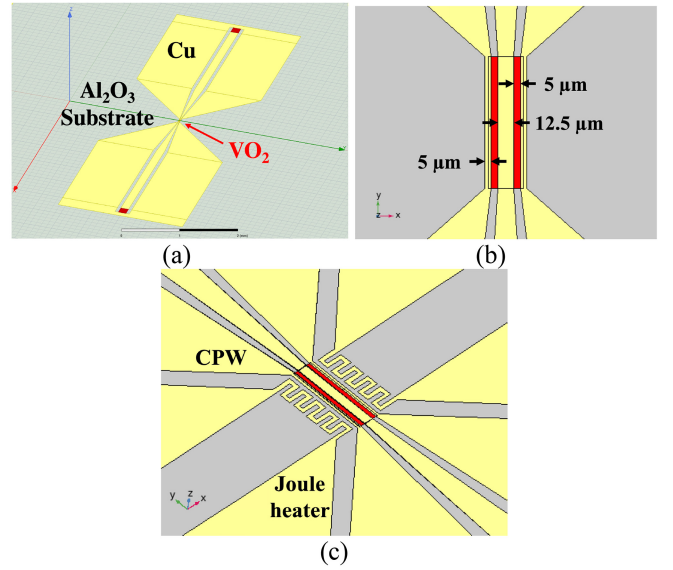 Cu
Al₂O₃
Substrate
VO₂
(a)
5 µm
12.5 µm
5 µm
y
z
x
(b)
CPW
Joule
heater
y
z
x
(c)